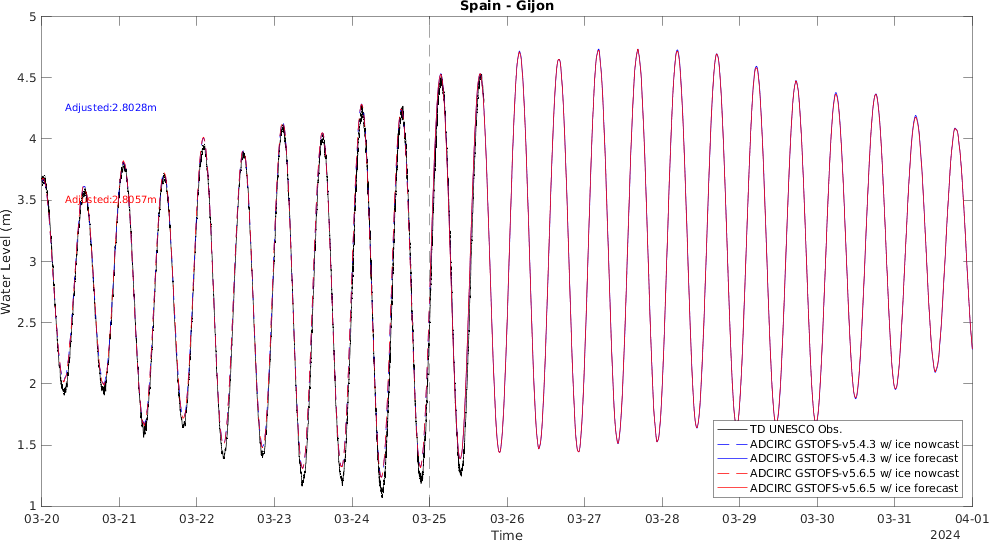 Spain - Gijon
5
4.5
4
3.5
3
2.5
2
1.5
1
Water Level (m)
Adjusted:2.8028m
Adjusted:2.8057m
TD UNESCO Obs.
ADCIRC GSTOFS-v5.4.3 w/ ice nowcast
ADCIRC GSTOFS-v5.4.3 w/ ice forecast
ADCIRC GSTOFS-v5.6.5 w/ ice nowcast
ADCIRC GSTOFS-v5.6.5 w/ ice forecast
03-20 03-21 03-22 03-23 03-24 03-25 03-26 03-27 03-28 03-29 03-30 03-31 04-01
Time
2024